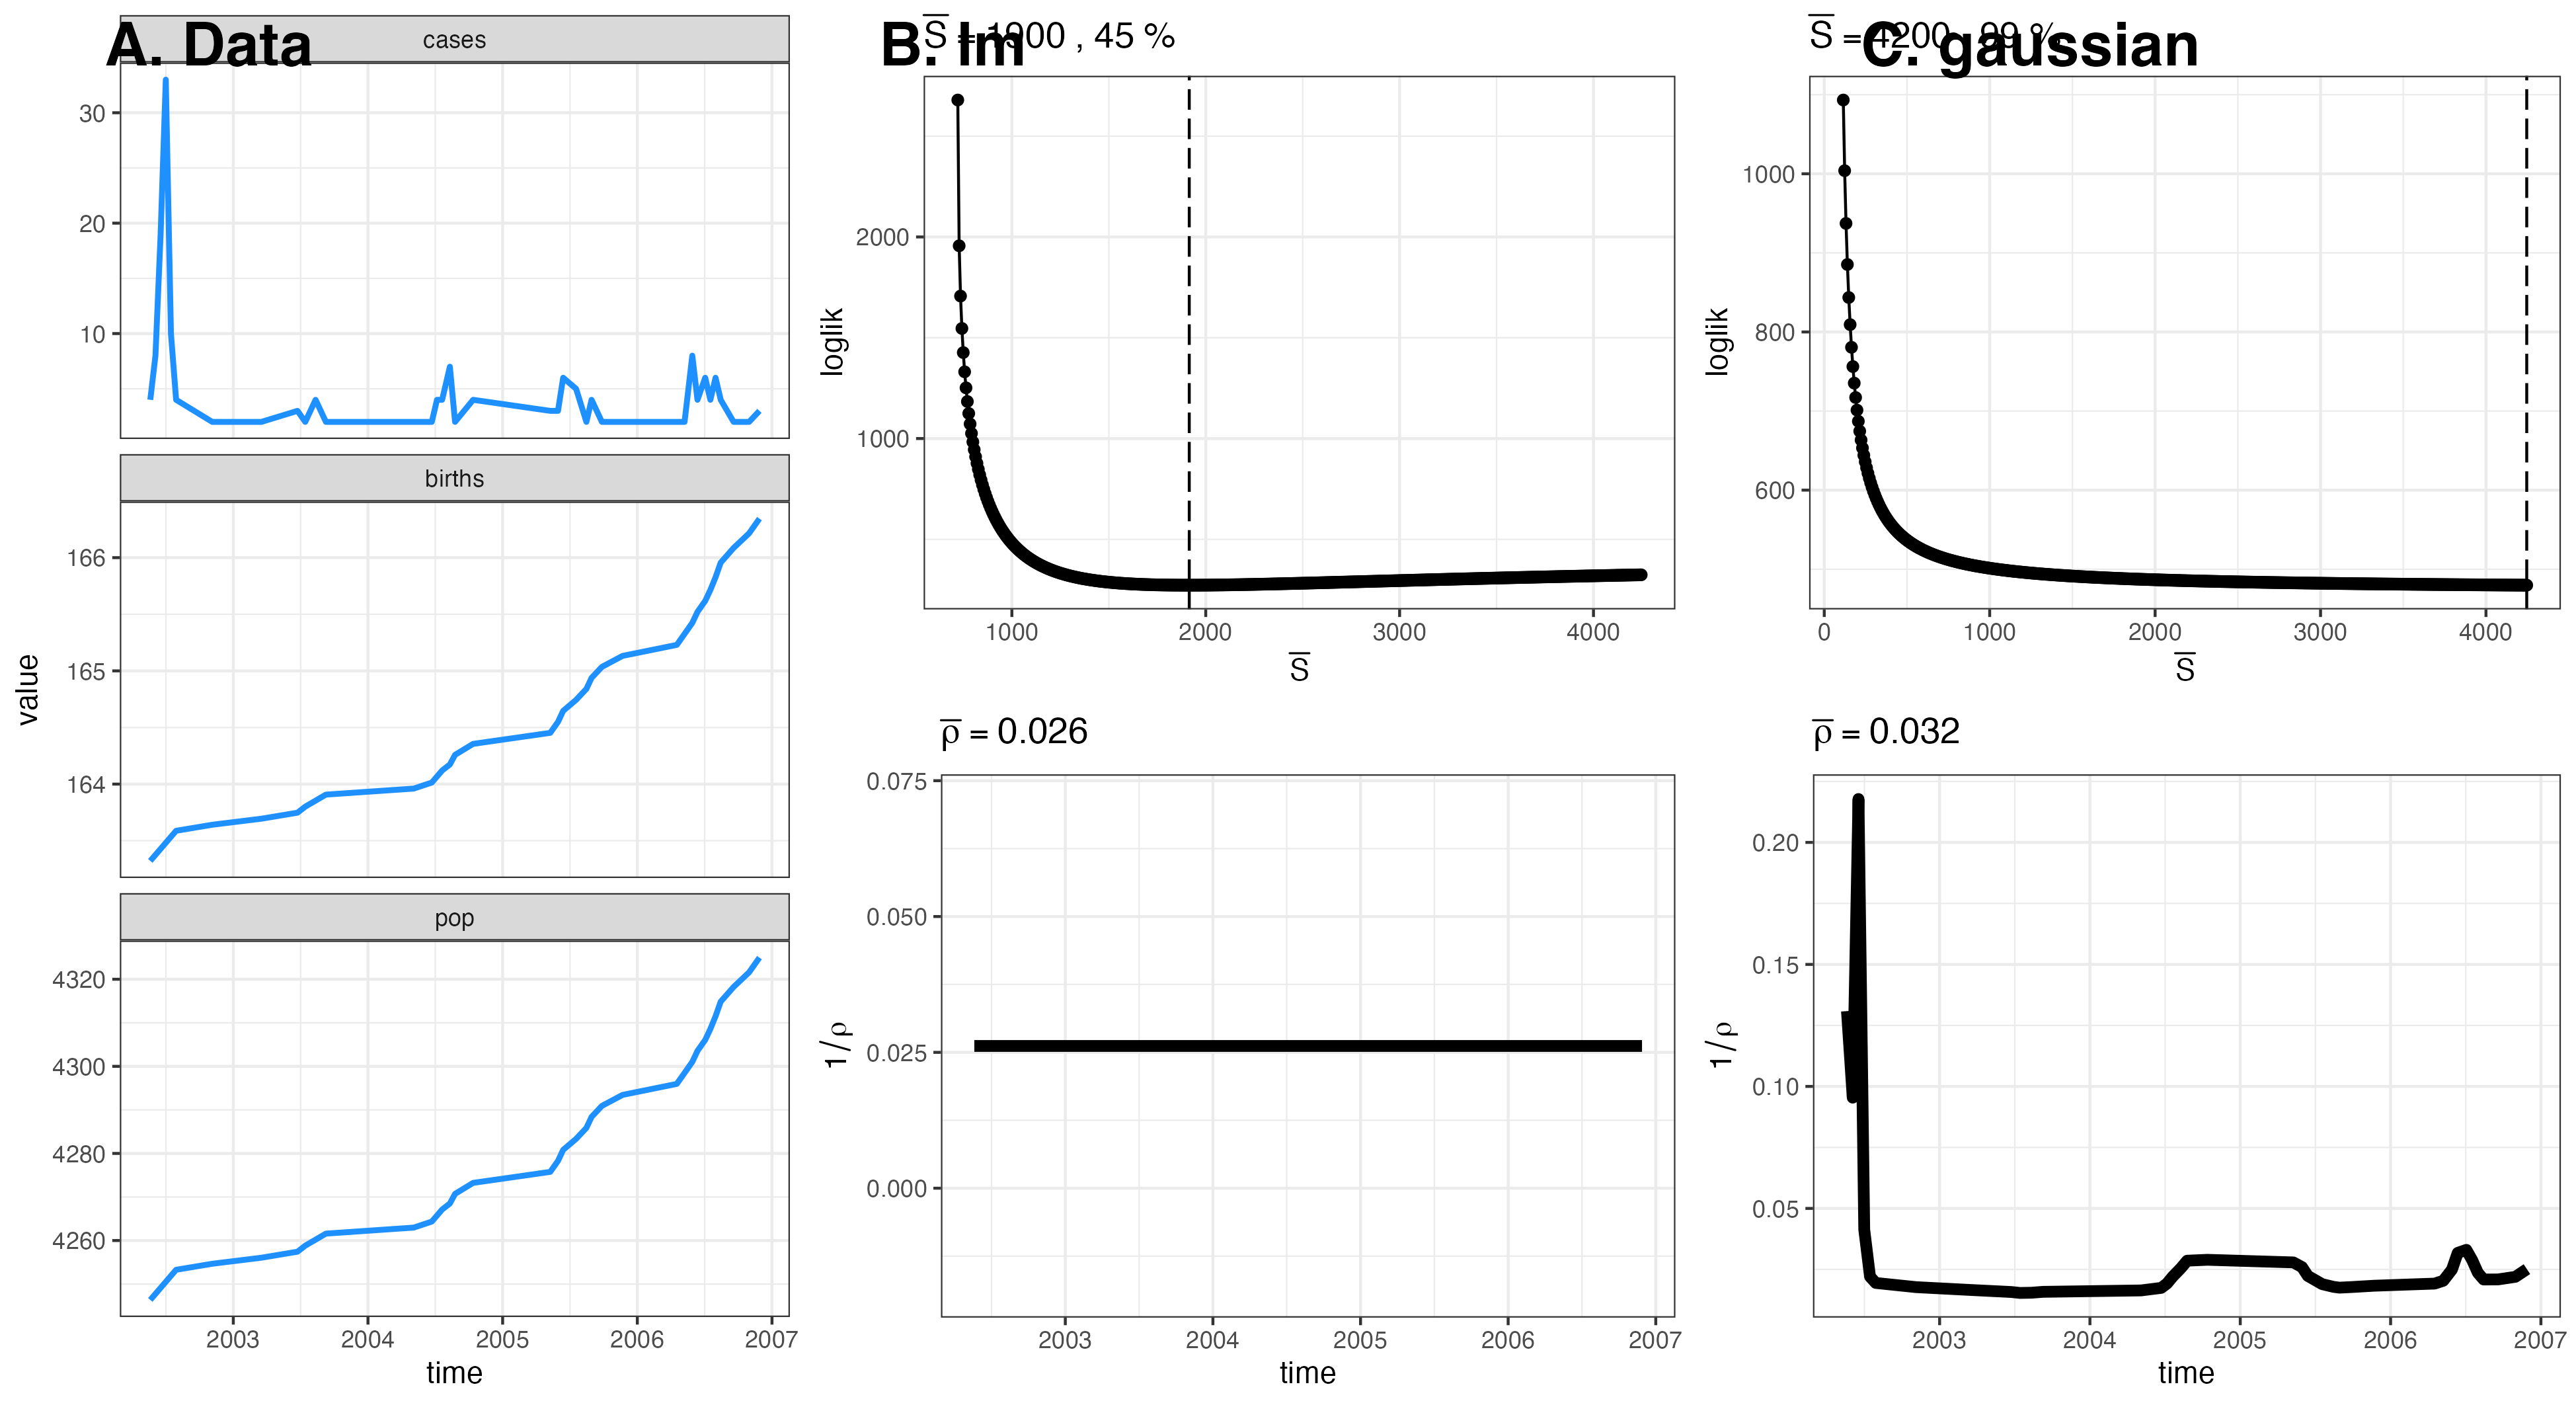 A. Data
cases
30
20
10
births
166
165
164
value
pop
4320
4300
4280
4260
2003 2004 2005 2006 2007
time
B. lm
S̅ = 1900 , 45 %
2000
1000
loglik
1000 2000 3000 4000
S̅
ρ̅ = 0.026
0.075
0.050
0.025
0.000
1/ρ
2003 2004 2005 2006 2007
time
C. gaussian
S̅ = 4200 , 99 %
1000
800
600
loglik
0 1000 2000 3000 4000
S̅
ρ̅ = 0.032
0.20
0.15
0.10
0.05
1/ρ
2003 2004 2005 2006 2007
time